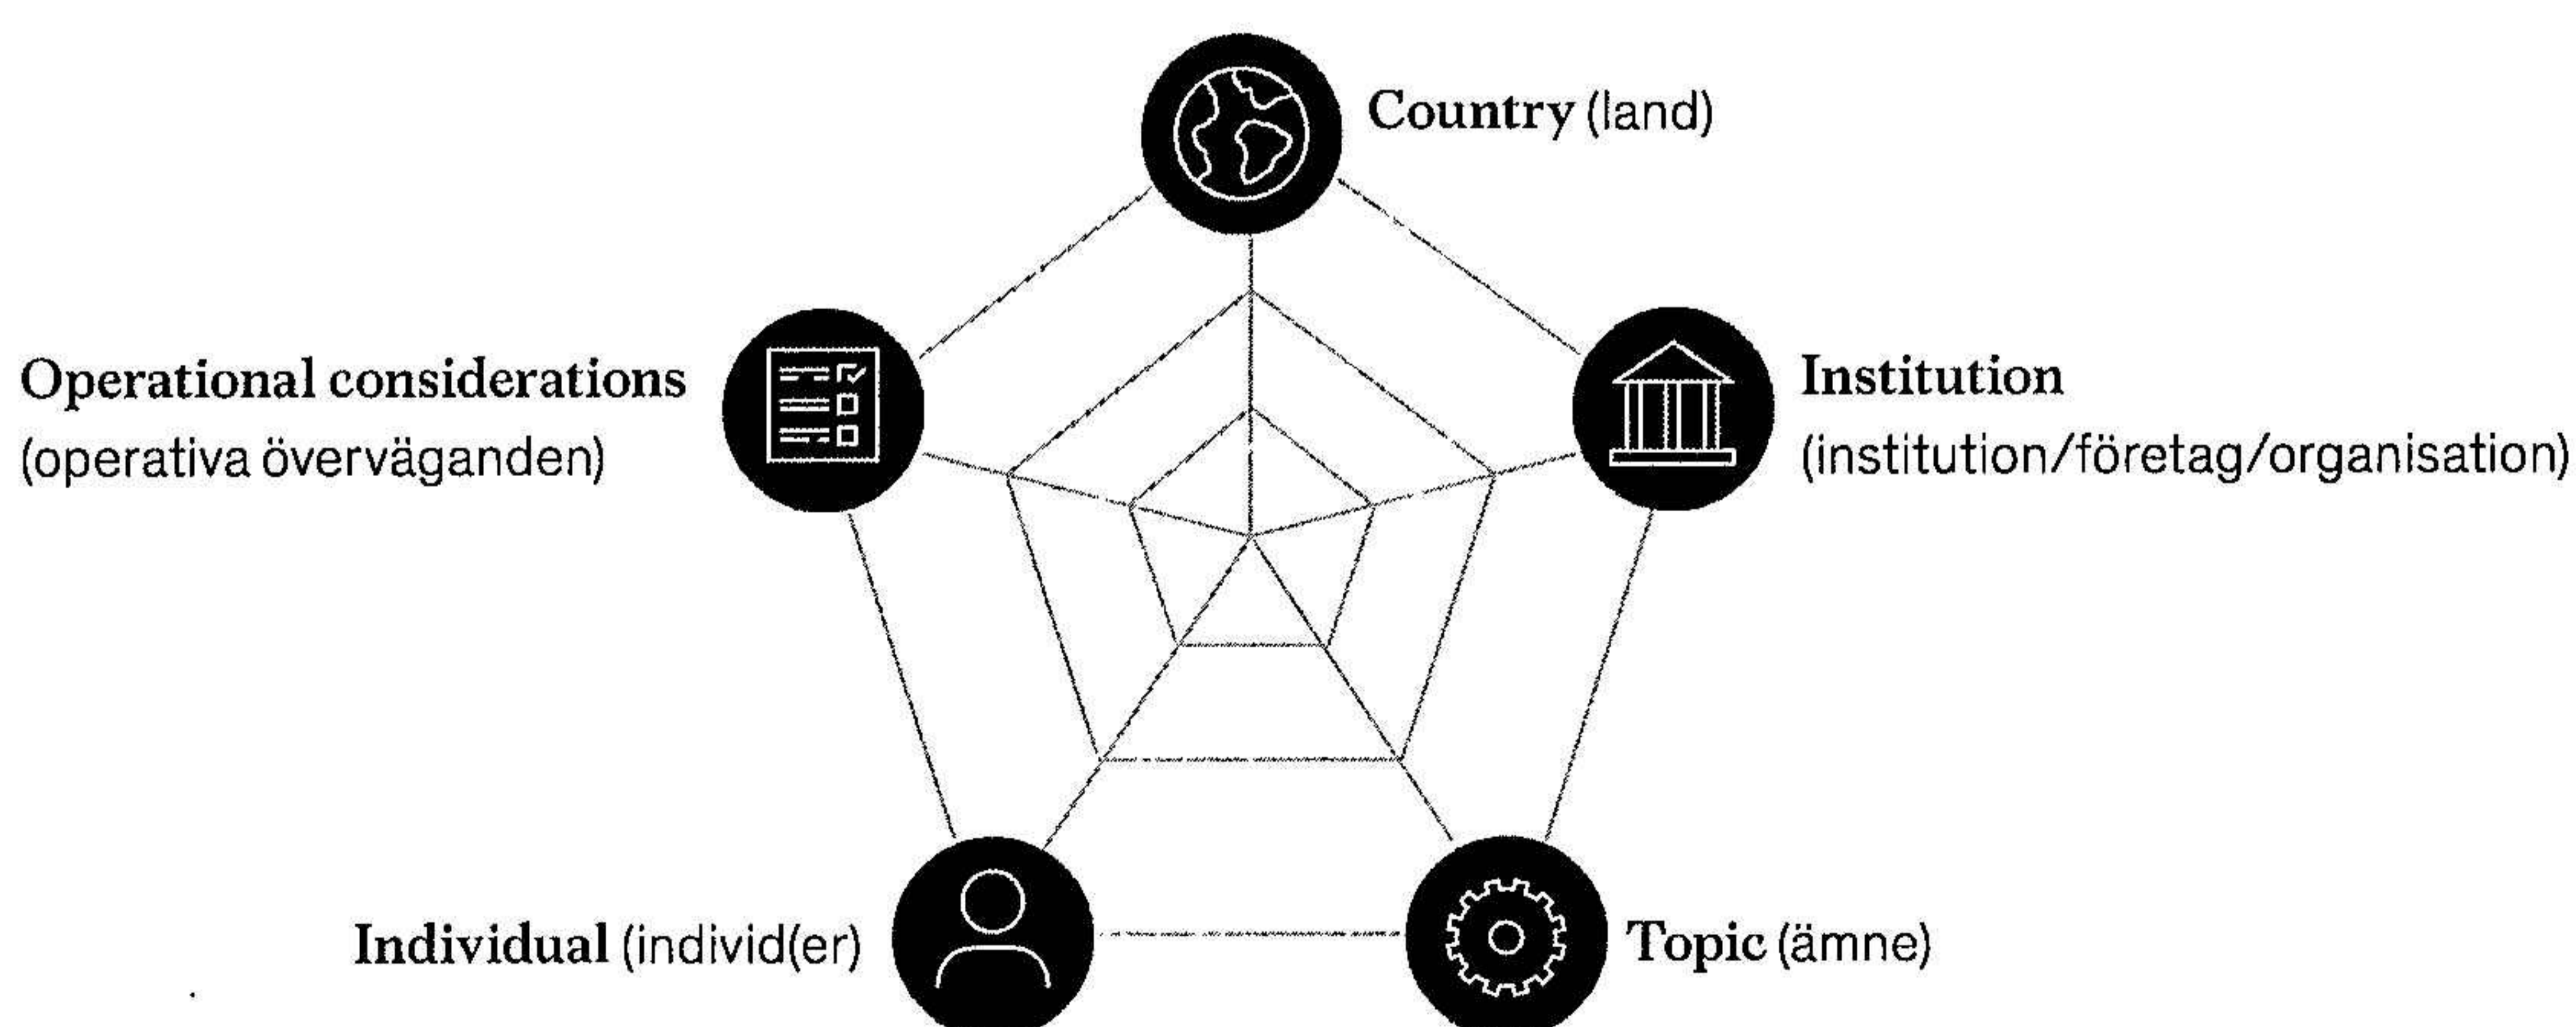 Country (land)
Operational considerations
(operativa överväganden)
Institution
(institution/företag/organisation)
Individual (individ(er)
Topic (ämne)